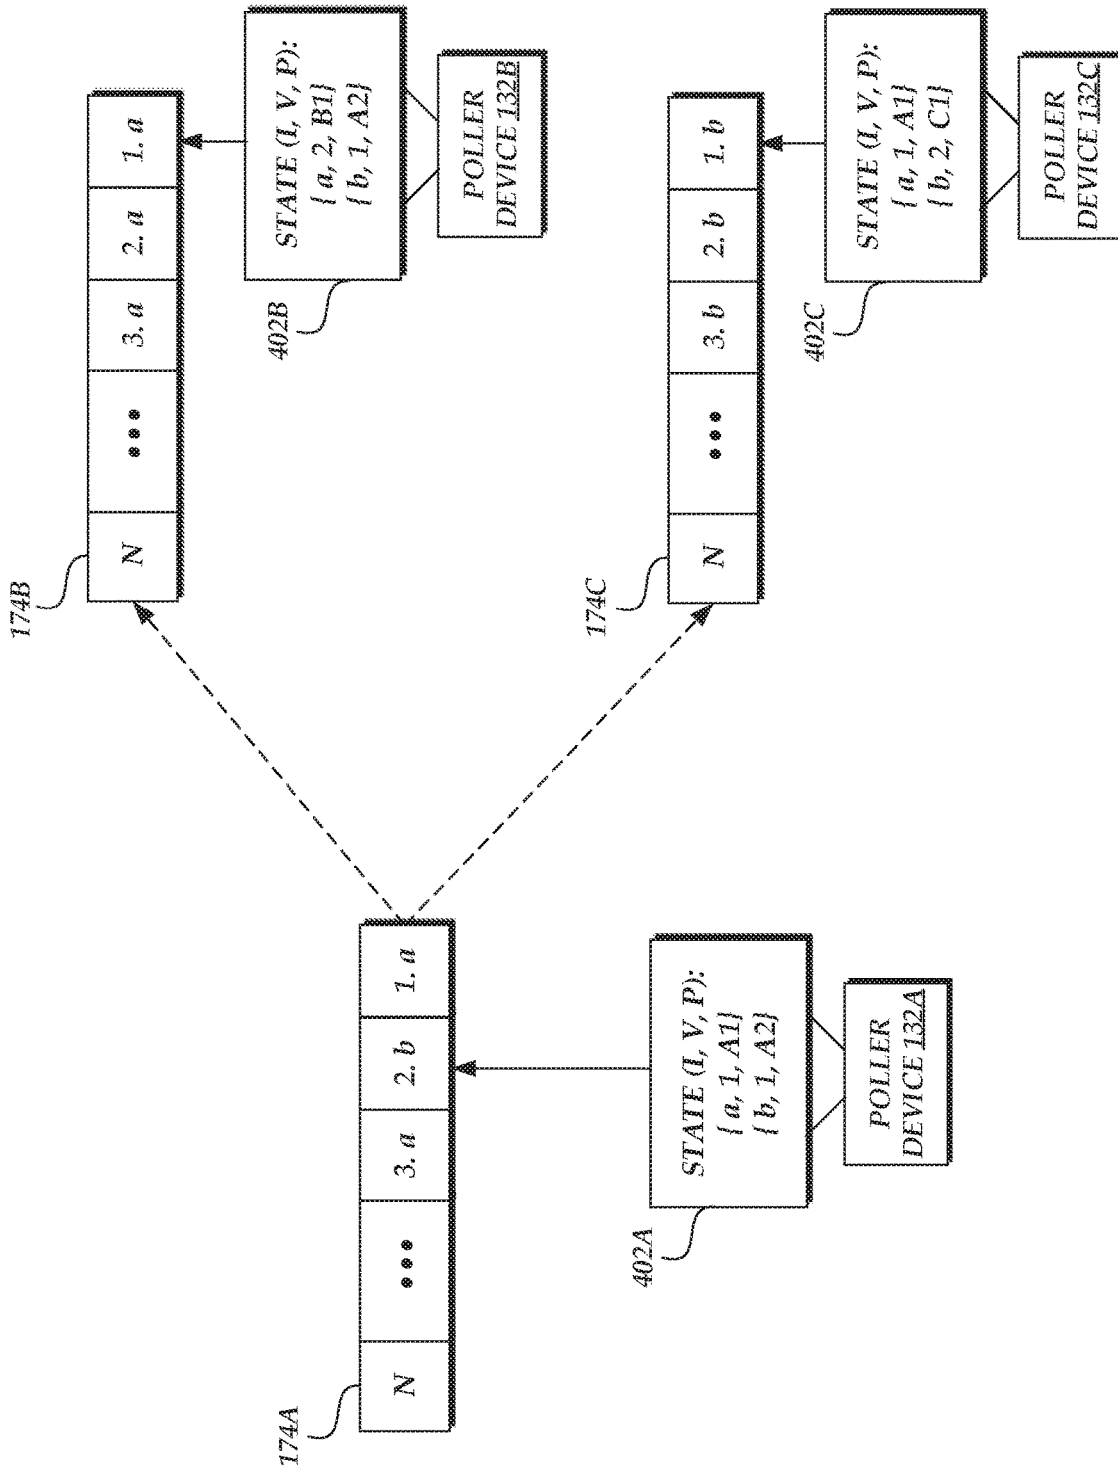 174A
N
•••
3. a
2. b
1. a
402A
STATE (I, V, P):
{ a, 1, A1}
{ b, 1, A2}
POLLER
DEVICE 132A
174B
N
•••
3. a
2. a
1. a
402B
STATE (I, V, P):
{ a, 2, B1}
{ b, 1, A2}
POLLER
DEVICE 132B
174C
N
•••
3. b
2. b
1. b
402C
STATE (I, V, P):
{ a, 1, A1}
{ b, 2, C1}
POLLER
DEVICE 132C